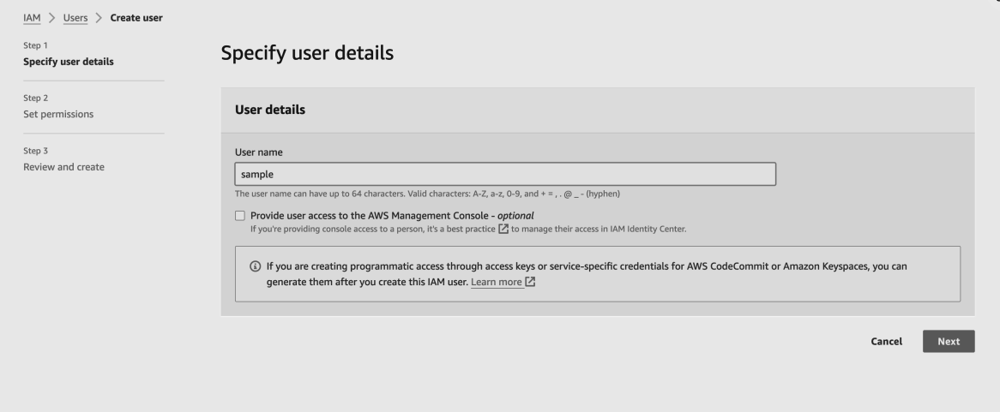 IAM > Users > Create user
Step 1
Specify user details
Step 2
Set permissions
Step 3
Review and create
Specify user details
User details
User name
sample
The user name can have up to 64 characters. Valid characters: A-Z, a-z, 0-9, and + = , . @ _ - (hyphen)
Provide user access to the AWS Management Console - optional
If you're providing console access to a person, it's a best practice to manage their access in IAM Identity Center.
If you are creating programmatic access through access keys or service-specific credentials for AWS CodeCommit or Amazon Keyspaces, you can
generate them after you create this IAM user. Learn more
Cancel
Next